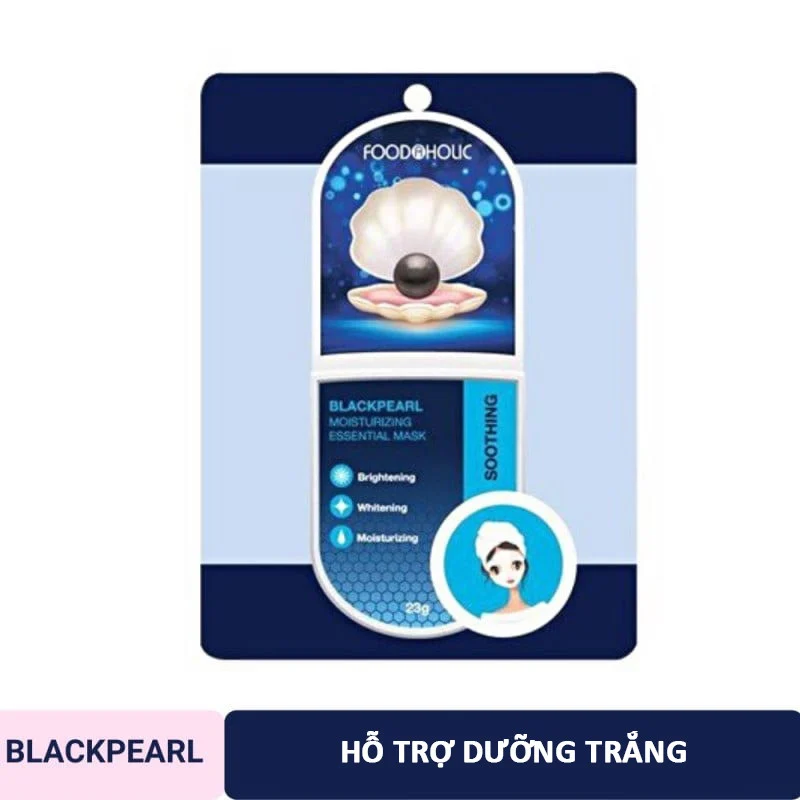 FOODAHOLIC
BLACKPEARL
MOISTURIZING
ESSENTIAL MASK
SOOTHING
Brightening
Whitening
Moisturizing
23g
BLACKPEARL
HỖ TRỢ DƯỠNG TRẮNG